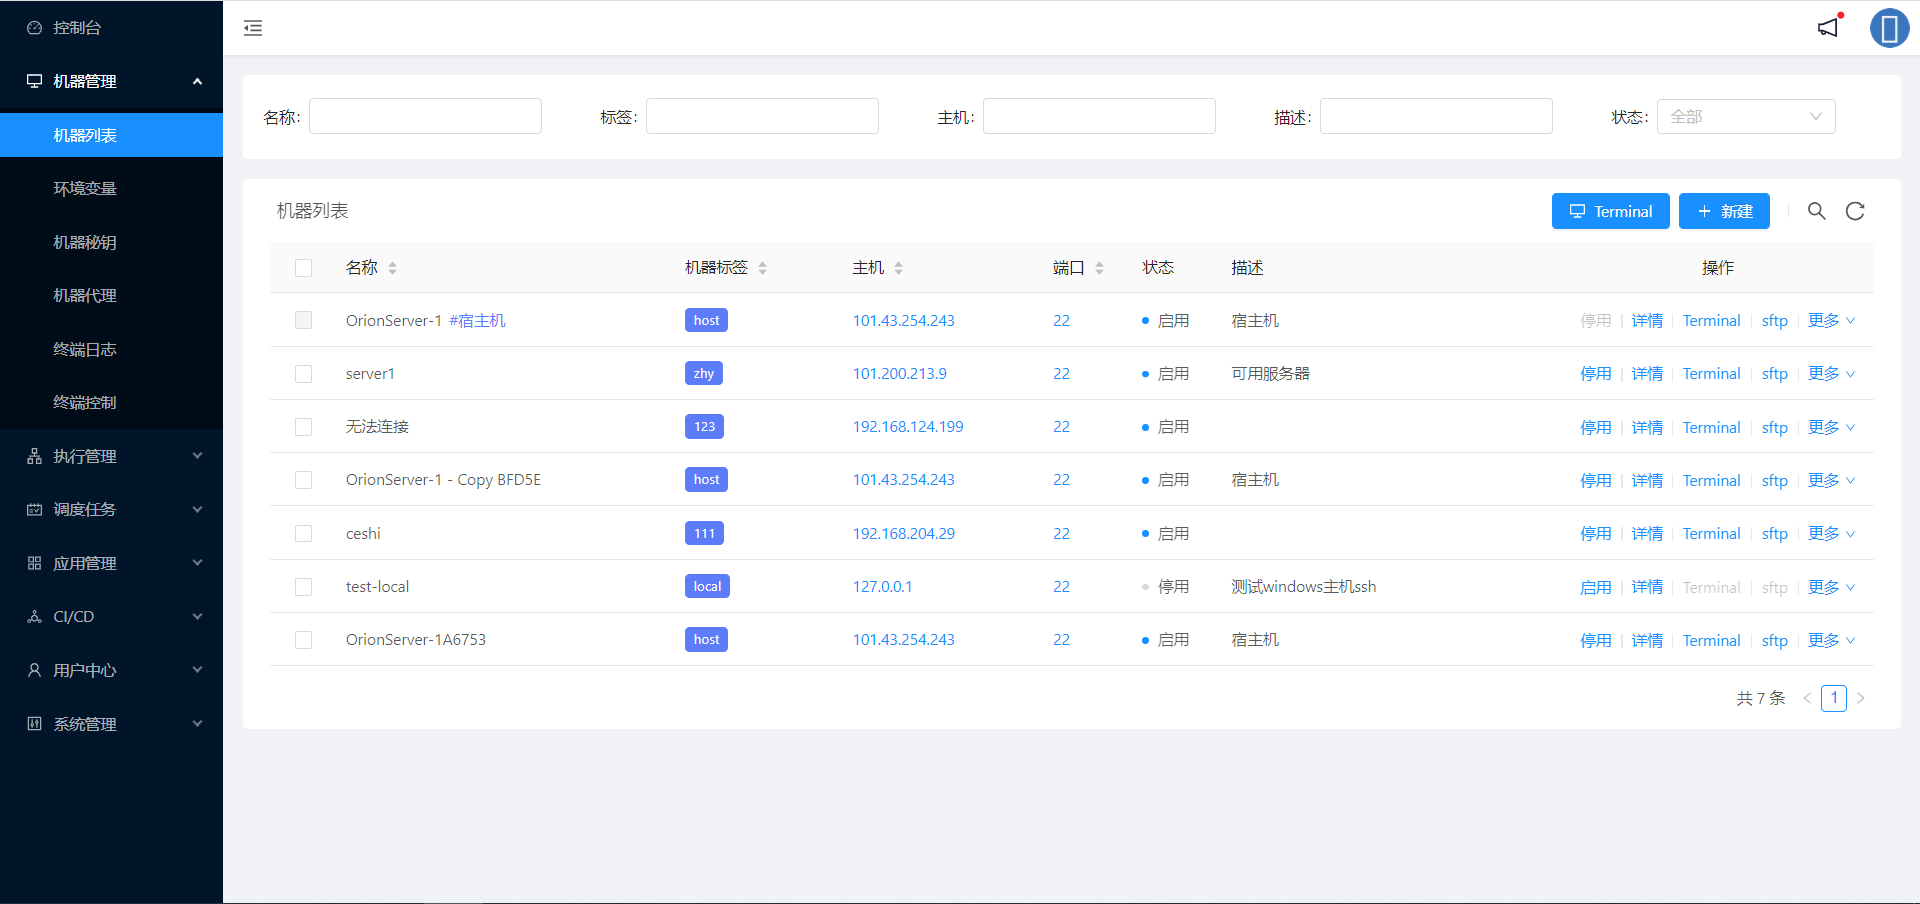 控制台
机器管理
机器列表
环境变量
机器秘钥
机器代理
终端日志
终端控制
执行管理
调度任务
应用管理
CI/CD
用户中心
系统管理
名称: 标签: 主机: 描述: 状态: 全部
机器列表 Terminal + 新建
名称 机器标签 主机 端口 状态 描述 操作
OrionServer-1 #宿主机 host 101.43.254.243 22 启用 宿主机 停用 详情 Terminal sftp 更多
server1 zhy 101.200.213.9 22 启用 可用服务器 停用 详情 Terminal sftp 更多
无法连接 123 192.168.124.199 22 启用 停用 详情 Terminal sftp 更多
OrionServer-1 - Copy BFD5E host 101.43.254.243 22 启用 宿主机 停用 详情 Terminal sftp 更多
ceshi 111 192.168.204.29 22 启用 停用 详情 Terminal sftp 更多
test-local local 127.0.0.1 22 停用 测试windows主机ssh 启用 详情 Terminal sftp 更多
OrionServer-1A6753 host 101.43.254.243 22 启用 宿主机 停用 详情 Terminal sftp 更多
共 7 条 < 1 >